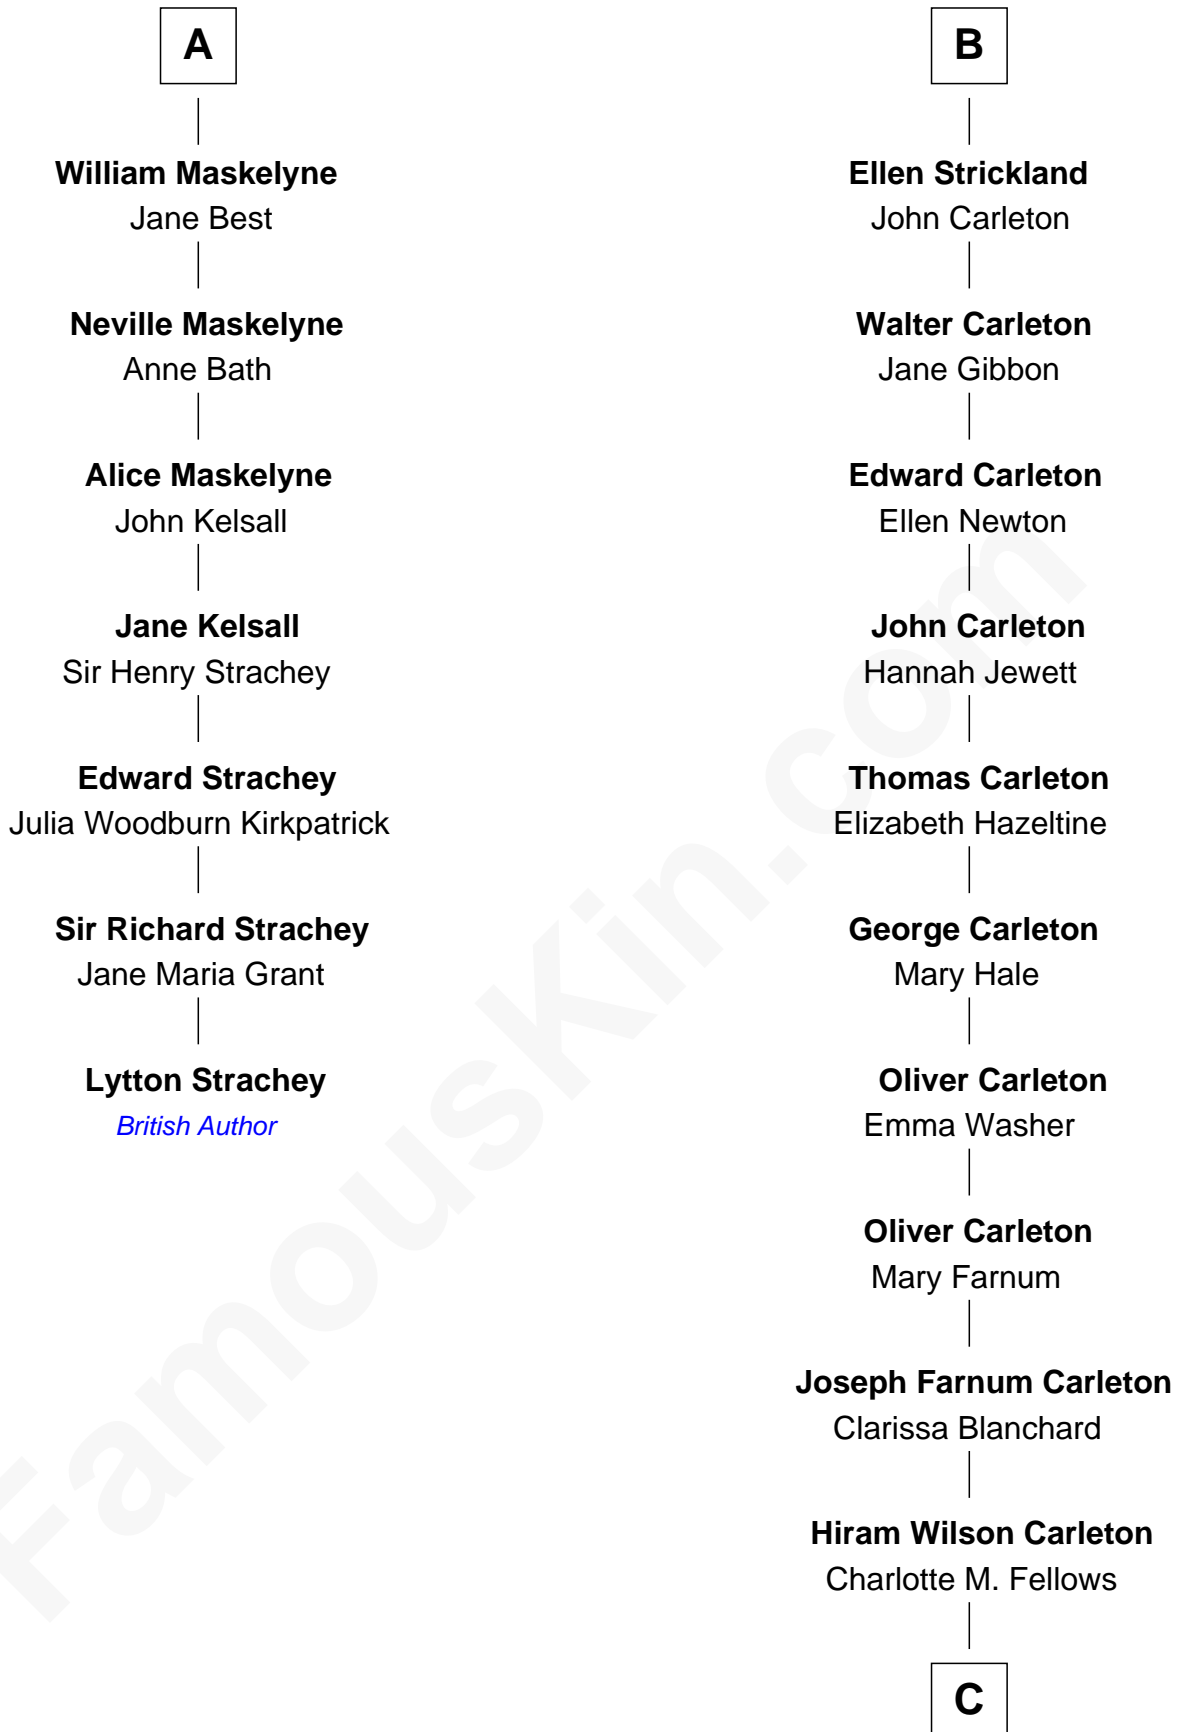 A
William Maskelyne
Jane Best
Neville Maskelyne
Anne Bath
Alice Maskelyne
John Kelsall
Jane Kelsall
Sir Henry Strachey
Edward Strachey
Julia Woodburn Kirkpatrick
Sir Richard Strachey
Jane Maria Grant
Lytton Strachey
British Author
B
Ellen Strickland
John Carleton
Walter Carleton
Jane Gibbon
Edward Carleton
Ellen Newton
John Carleton
Hannah Jewett
Thomas Carleton
Elizabeth Hazeltine
George Carleton
Mary Hale
Oliver Carleton
Emma Washer
Oliver Carleton
Mary Farnum
Joseph Farnum Carleton
Clarissa Blanchard
Hiram Wilson Carleton
Charlotte M. Fellows
C
FamousKin.com